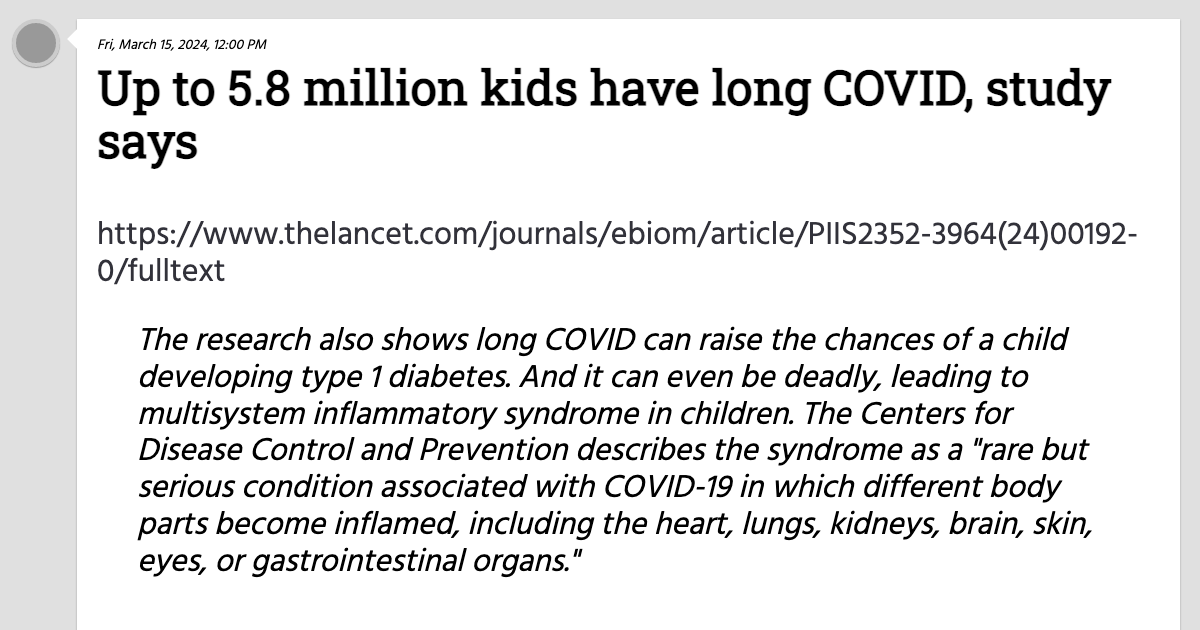 Fri, March 15, 2024, 12:00 PM
Up to 5.8 million kids have long COVID, study
says
https://www.thelancet.com/journals/ebiom/article/PIIS2352-3964(24)00192-
0/fulltext
The research also shows long COVID can raise the chances of a child
developing type 1 diabetes. And it can even be deadly, leading to
multisystem inflammatory syndrome in children. The Centers for
Disease Control and Prevention describes the syndrome as a "rare but
serious condition associated with COVID-19 in which different body
parts become inflamed, including the heart, lungs, kidneys, brain, skin,
eyes, or gastrointestinal organs."